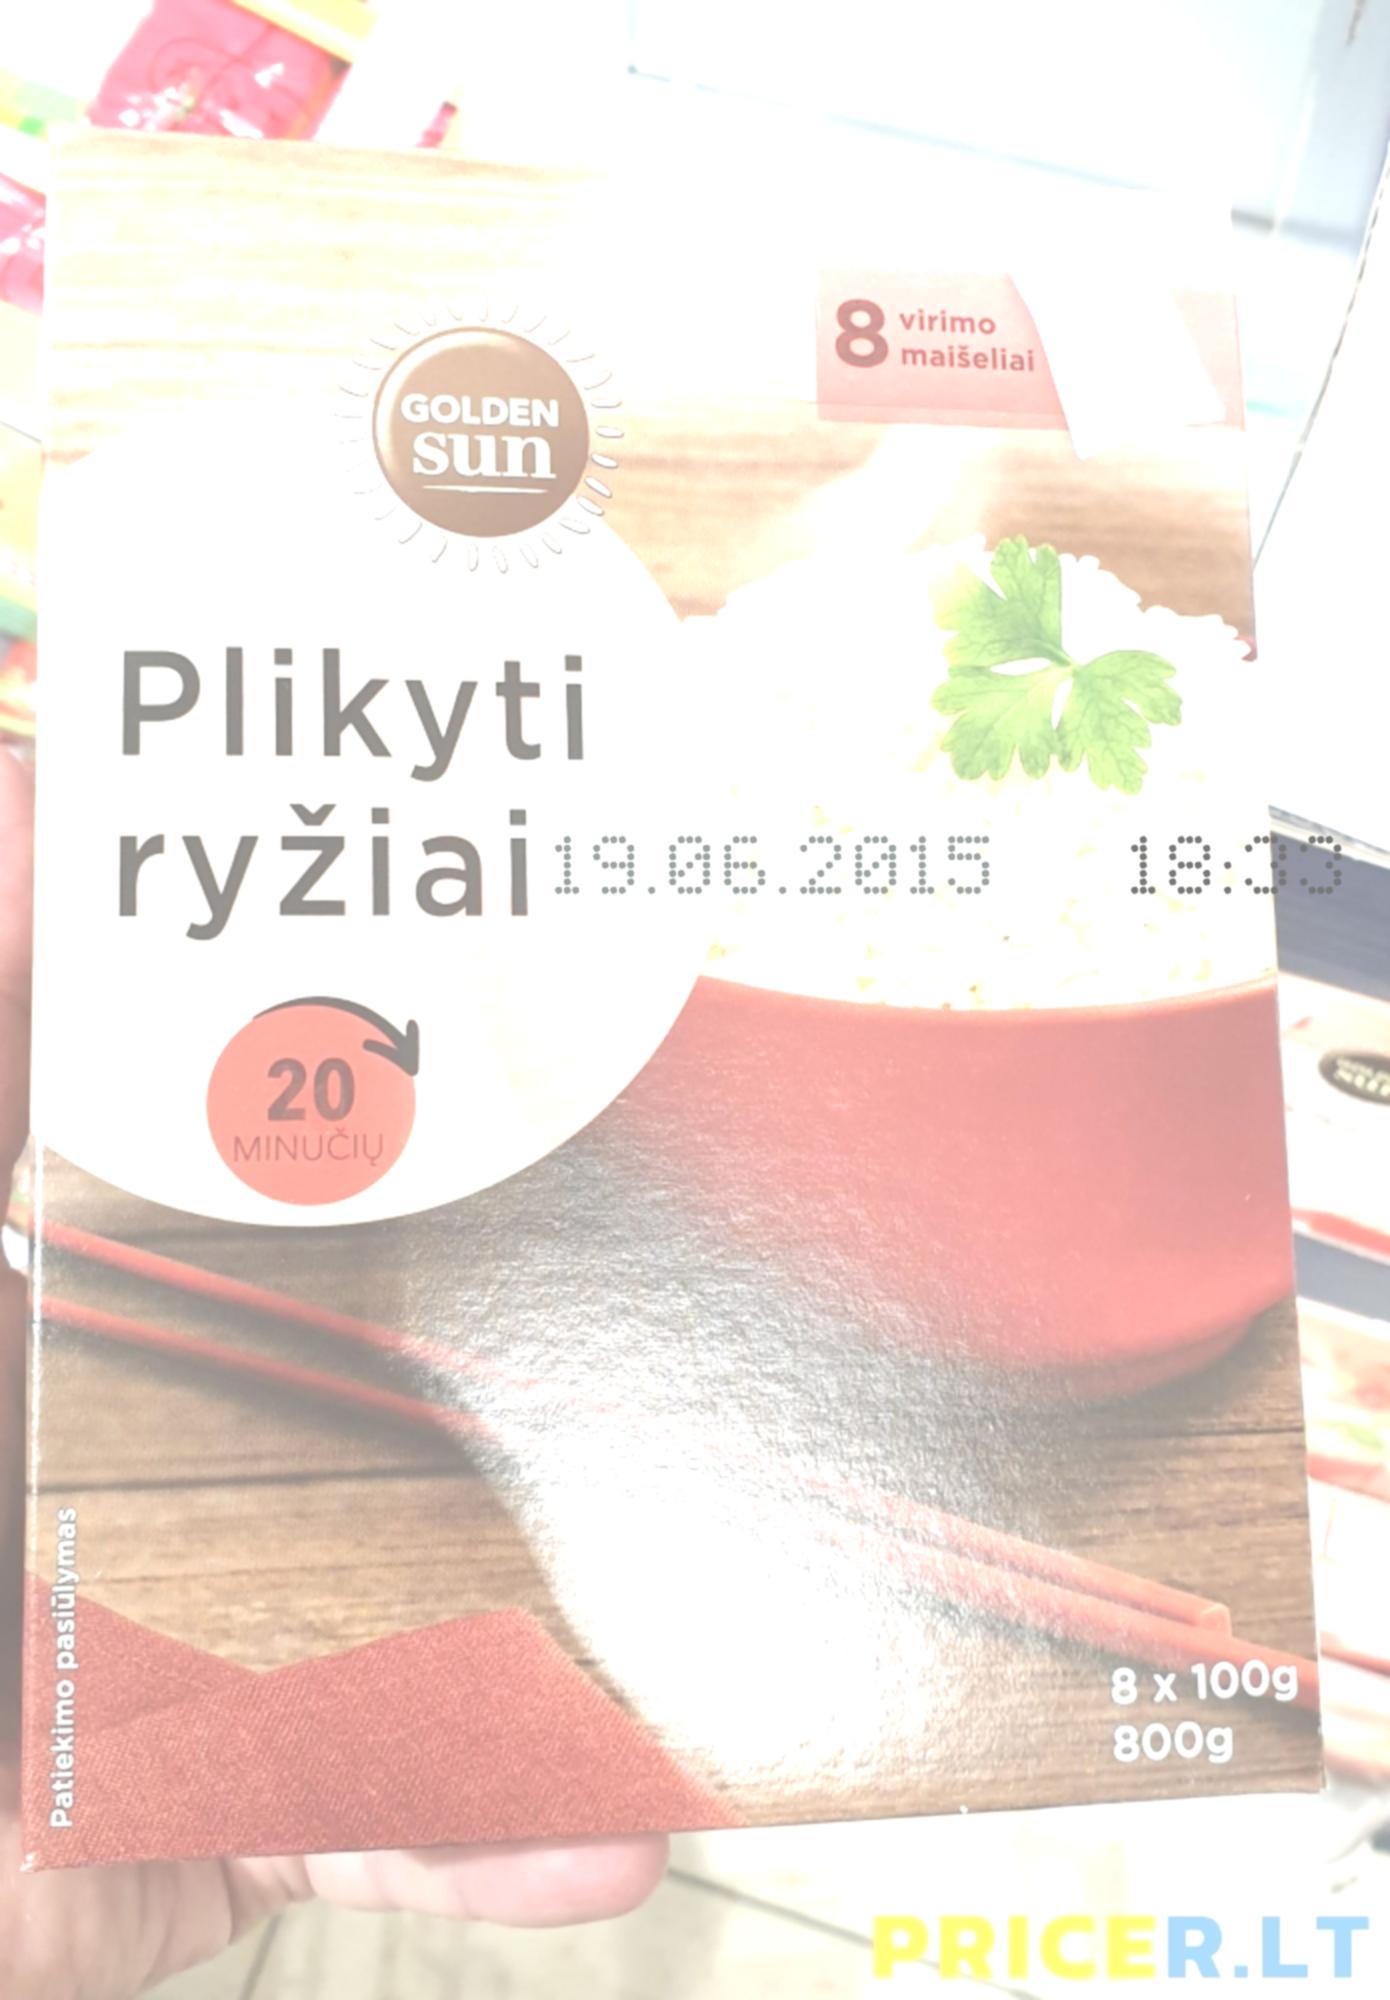 8 virimo
maišeliai
GOLDEN
sun
Plikyti
ryžiai
19.06.2015 18:33
20
MINUČIŲ
Patiekimo pasiūlymas
8 x 100g
800g
PRICER.LT